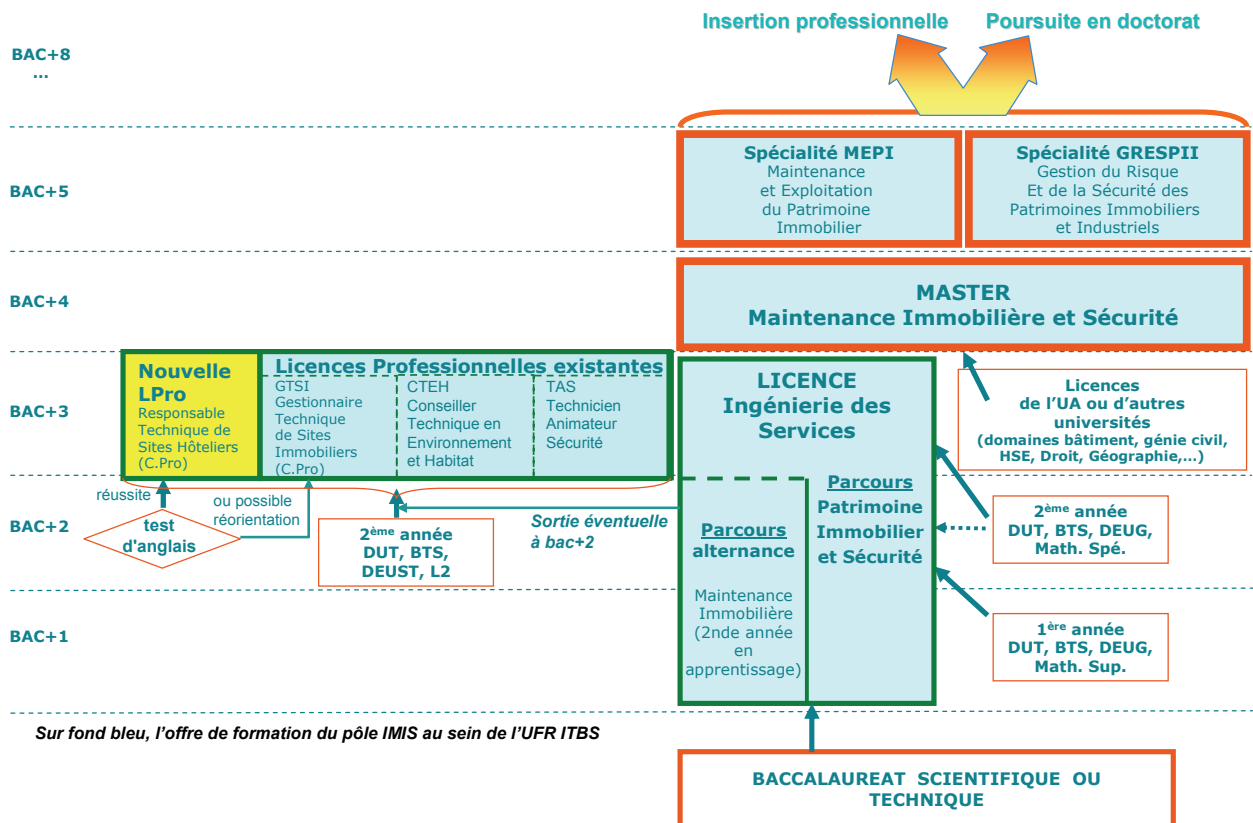 Insertion professionnelle
Poursuite en doctorat
BAC+8
...
BAC+5
Spécialité MEPI
Maintenance
et Exploitation
du Patrimoine
Immobilier
Spécialité GRESPII
Gestion du Risque
Et de la Sécurité des
Patrimoines Immobiliers
et Industriels
BAC+4
MASTER
Maintenance Immobilière et Sécurité
BAC+3
Nouvelle
LPro
Responsable
Technique de
Sites Hôteliers
(C.Pro)
Licences Professionnelles existantes
GTSI
Gestionnaire
Technique
de Sites
Immobiliers
(C.Pro)
CTEH
Conseiller
Technique en
Environnement
et Habitat
TAS
Technicien
Animateur
Sécurité
LICENCE
Ingénierie des
Services
Licences
de l'UA ou d'autres
universités
(domaines bâtiment, génie civil,
HSE, Droit, Géographie,...)
BAC+2
réussite
test
d'anglais
ou possible
réorientation
2ème année
DUT, BTS,
DEUST, L2
Sortie éventuelle
à bac+2
Parcours
alternance
Maintenance
Immobilière
(2nde année
en
apprentissage)
Parcours
Patrimoine
Immobilier
et Sécurité
2ème année
DUT, BTS, DEUG,
Math. Spé.
BAC+1
1ère année
DUT, BTS, DEUG,
Math. Sup.
Sur fond bleu, l'offre de formation du pôle IMIS au sein de l'UFR ITBS
BACCALAUREAT SCIENTIFIQUE OU
TECHNIQUE